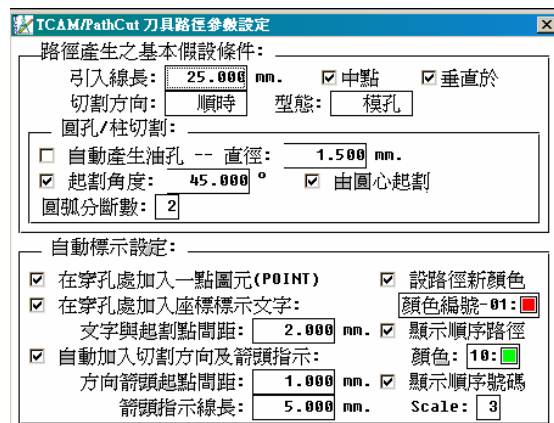 TCAM/PathCut 刀具路徑參數設定
路徑產生之基本假設條件:
引入線長: 25.000 mm. 中點 垂直於
切割方向: 順時 型態: 模孔
圓孔/柱切割:
自動產生油孔 -- 直徑: 1.500 mm.
起割角度: 45.000 ° 由圓心起割
圓弧分斷數: 2
自動標示設定:
在穿孔處加入一點圖元(POINT) 設路徑新顏色
在穿孔處加入座標標示文字: 顏色編號-01:
文字與起割點間距: 2.000 mm. 顯示順序路徑
自動加入切割方向及箭頭指示: 顏色: 10:
方向箭頭起點間距: 1.000 mm. 顯示順序號碼
箭頭指示線長: 5.000 mm. Scale: 3